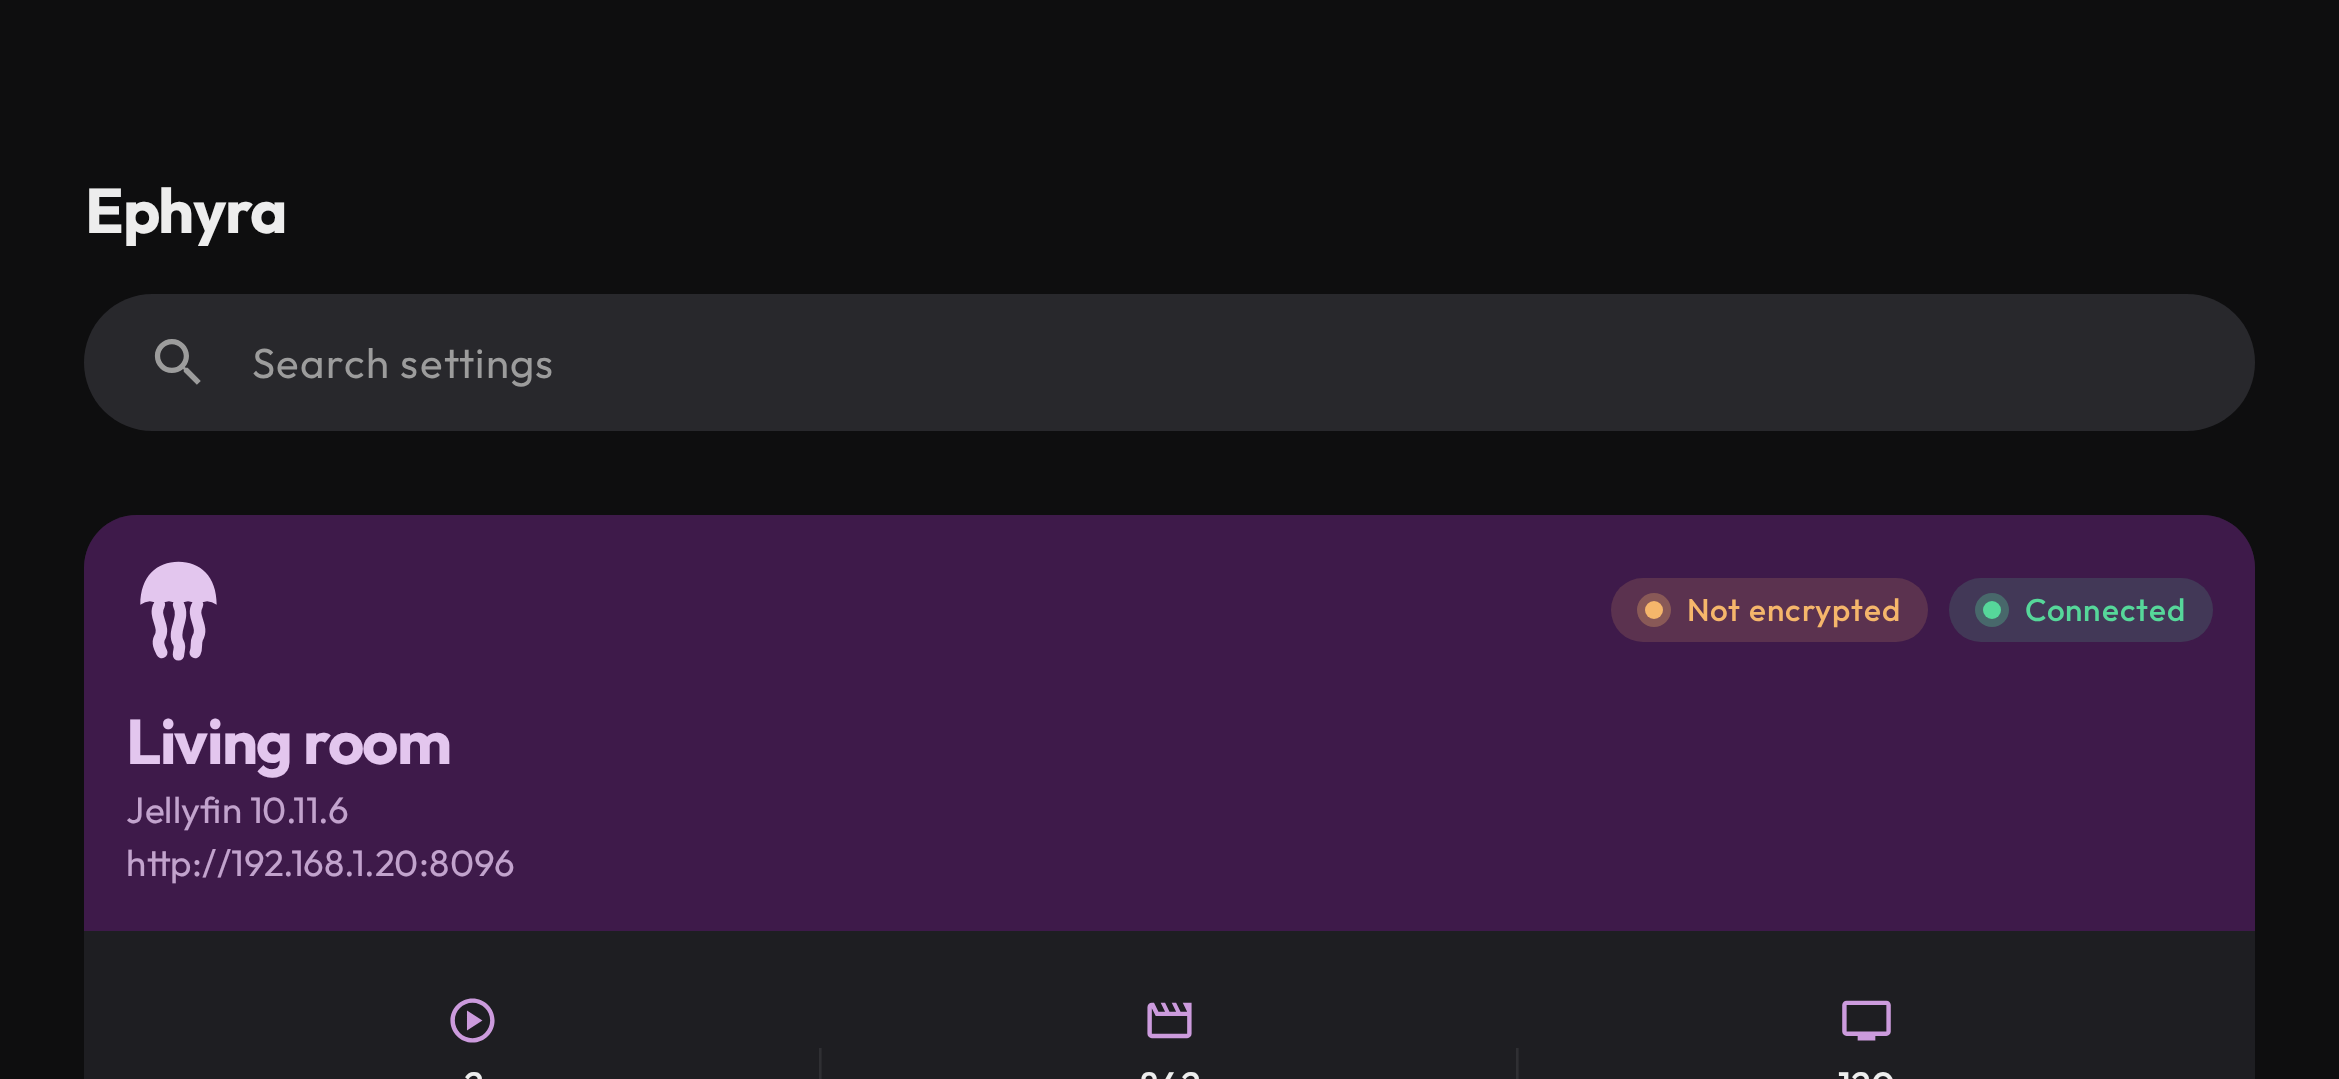 Ephyra
Search settings
Not encrypted
Connected
Living room
Jellyfin 10.11.6
http://192.168.1.20:8096